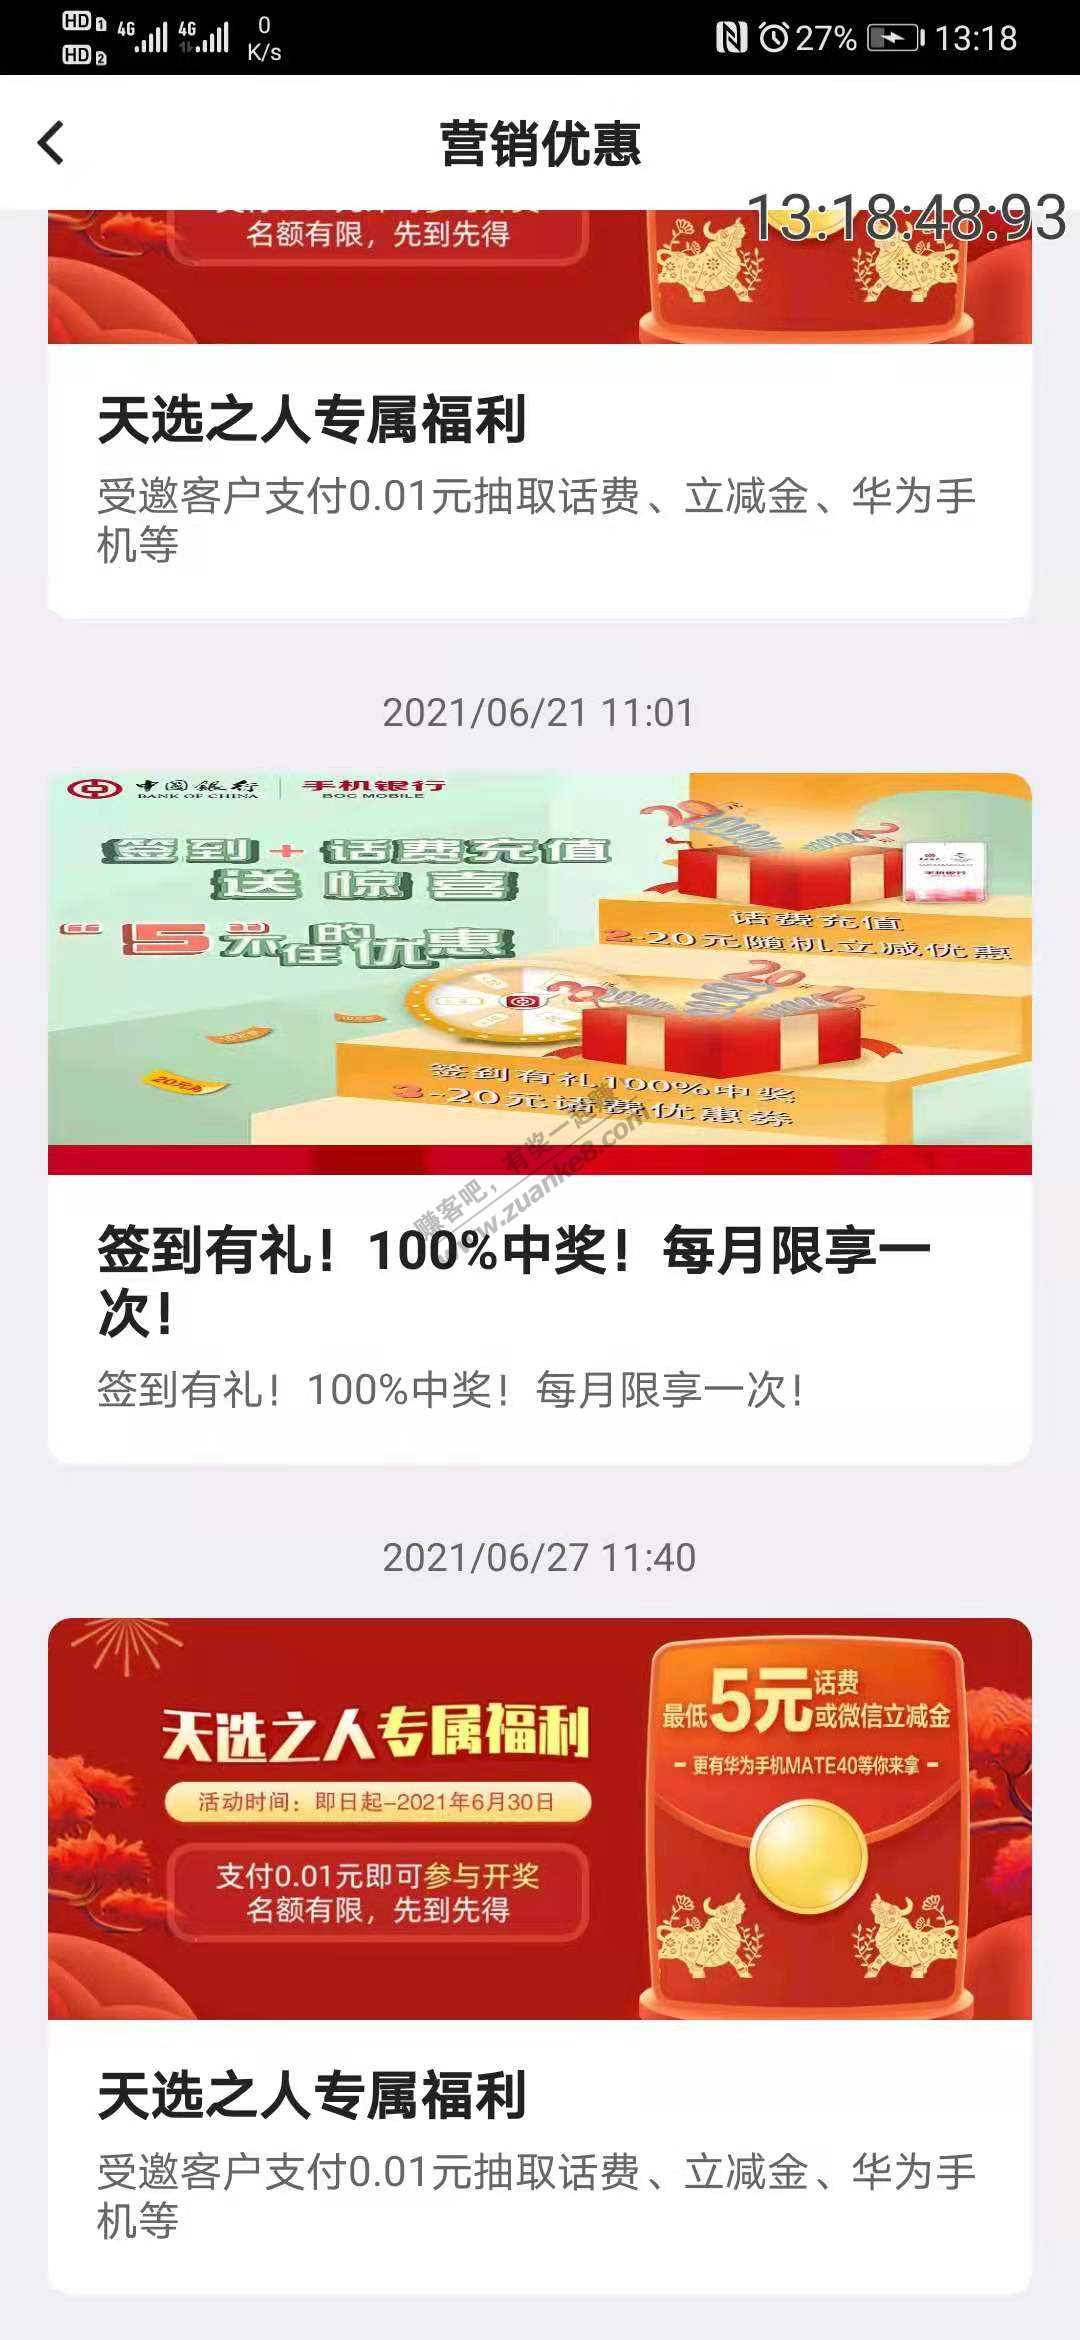 HD 1 4G 4G 0 K/s 27% 13:18
HD 2
营销优惠
13:18:48:93
名额有限，先到先得
天选之人专属福利
受邀客户支付0.01元抽取话费、立减金、华为手
机等
2021/06/21 11:01
中国银行 手机银行
BANK OF CHINA BOC MOBILE
签到+话费充值
送惊喜
“5”不在的优惠
话费充值
2-20元随机立减优惠
签到有礼100%中奖
3-20元话费优惠券
20元券
赚客吧，有奖一起赚
www.zuanke8.com
签到有礼！100%中奖！每月限享一
次！
签到有礼！100%中奖！每月限享一次！
2021/06/27 11:40
天选之人专属福利
活动时间：即日起-2021年6月30日
支付0.01元即可参与开奖
名额有限，先到先得
最低5元话费或微信立减金
- 更有华为手机MATE40等你来拿 -
天选之人专属福利
受邀客户支付0.01元抽取话费、立减金、华为手
机等